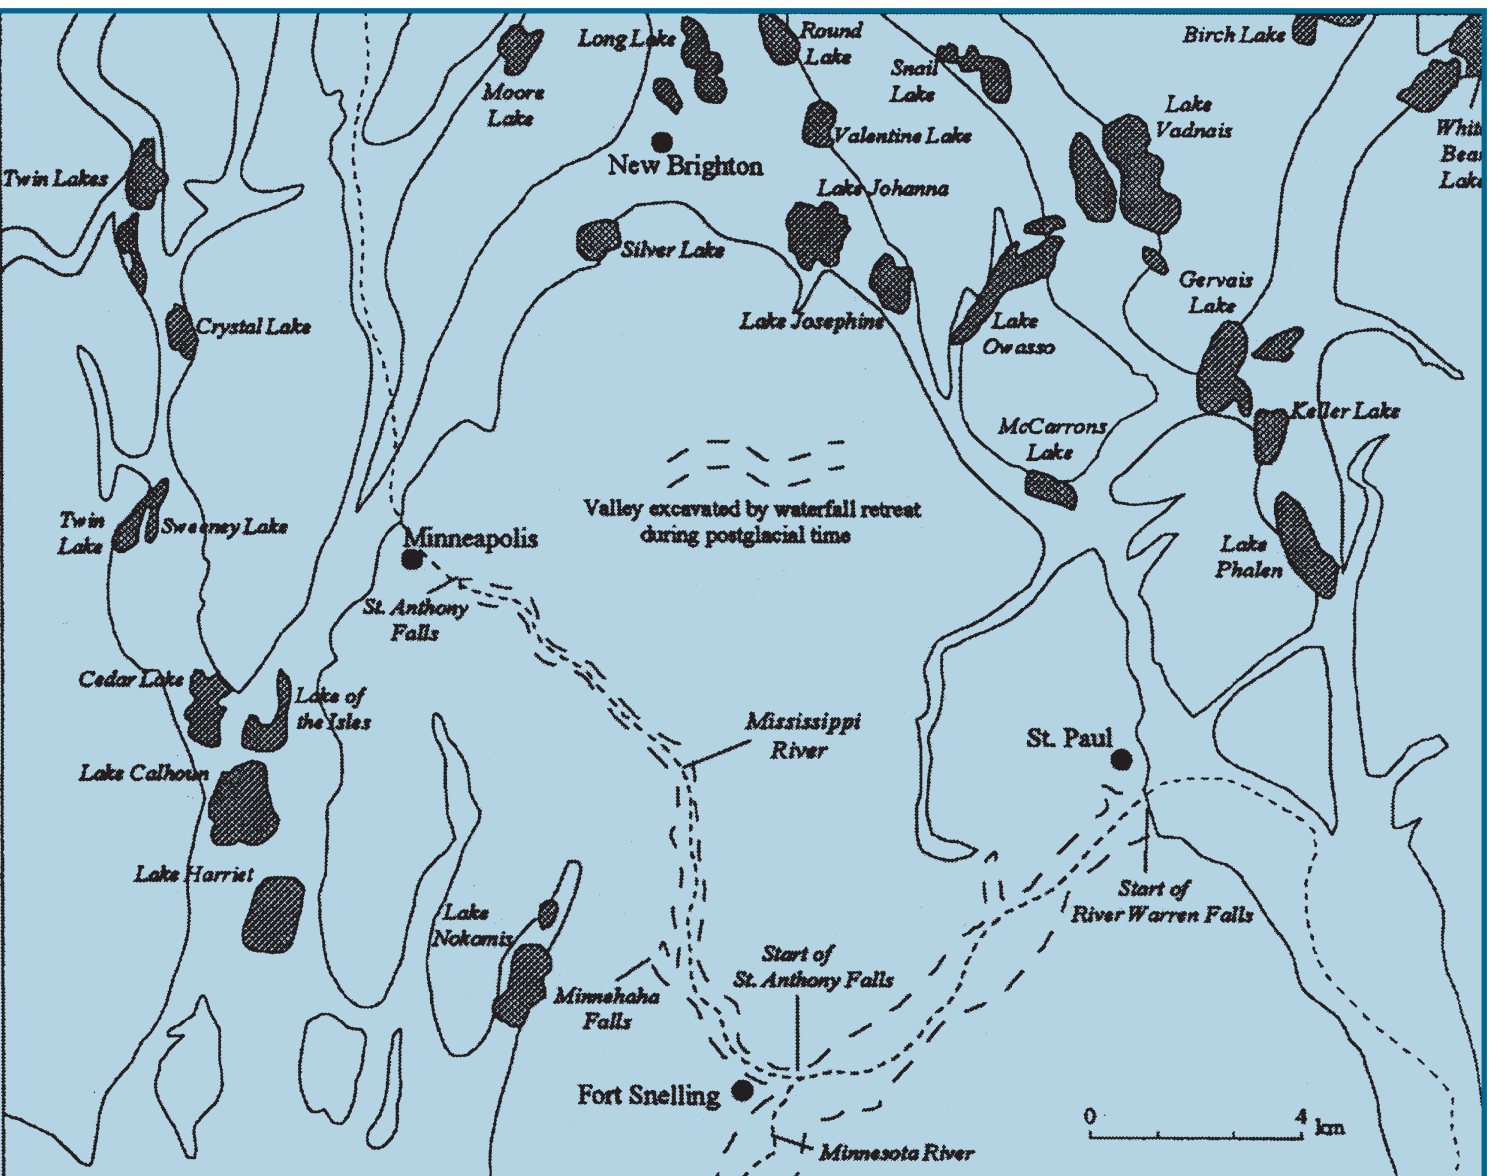 Long Lake
Round
Lake
Birch Lake
Snail
Lake
Moore
Lake
Lake
Vadnais
Valentine Lake
New Brighton
Twin Lakes
Lake Johanna
Silver Lake
Gervais
Lake
Crystal Lake
Lake Josephine
Lake
Owasso
Keller Lake
McCarrons
Lake
Valley excavated by waterfall retreat
during postglacial time
Twin
Lake
Sweeney Lake
Minneapolis
Lake
Phalen
St. Anthony
Falls
Cedar Lake
Lake of
the Isles
Mississippi
River
St. Paul
Lake Calhoun
Lake Harriet
Start of
River Warren Falls
Lake
Nokomis
Start of
St. Anthony Falls
Minnehaha
Falls
Fort Snelling
0 4 km
Minnesota River